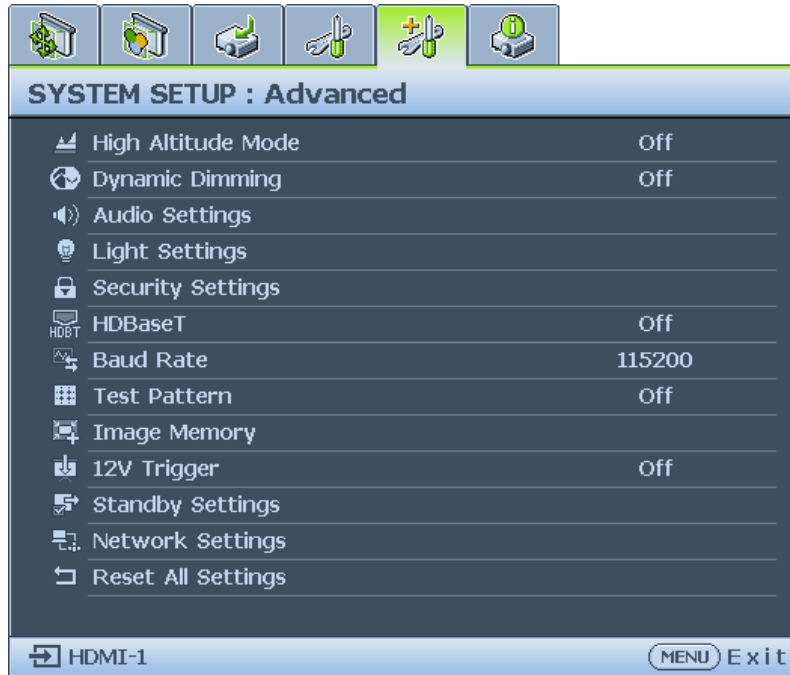 SYSTEM SETUP : Advanced
High Altitude Mode Off
Dynamic Dimming Off
Audio Settings
Light Settings
Security Settings
HDBT HDBaseT Off
Baud Rate 115200
Test Pattern Off
Image Memory
12V Trigger Off
Standby Settings
Network Settings
Reset All Settings
HDMI-1 MENU Exit